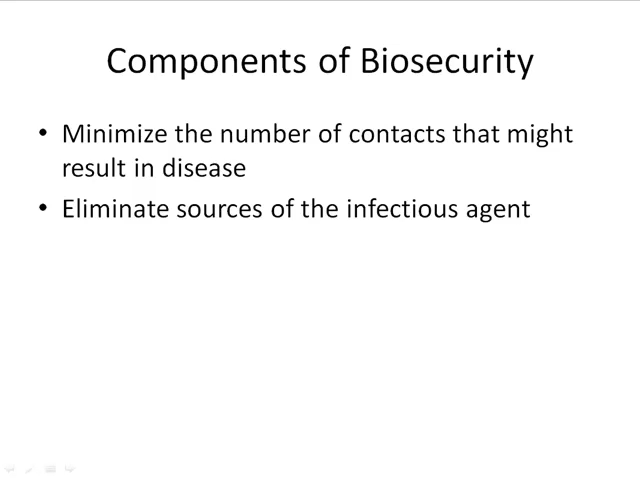 Components of Biosecurity
• Minimize the number of contacts that might
result in disease
• Eliminate sources of the infectious agent